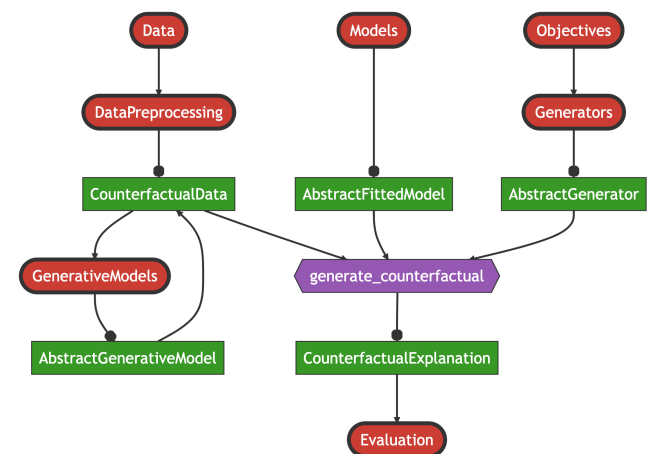 Data
Models
Objectives
DataPreprocessing
Generators
CounterfactualData
AbstractFittedModel
AbstractGenerator
GenerativeModels
generate_counterfactual
AbstractGenerativeModel
CounterfactualExplanation
Evaluation